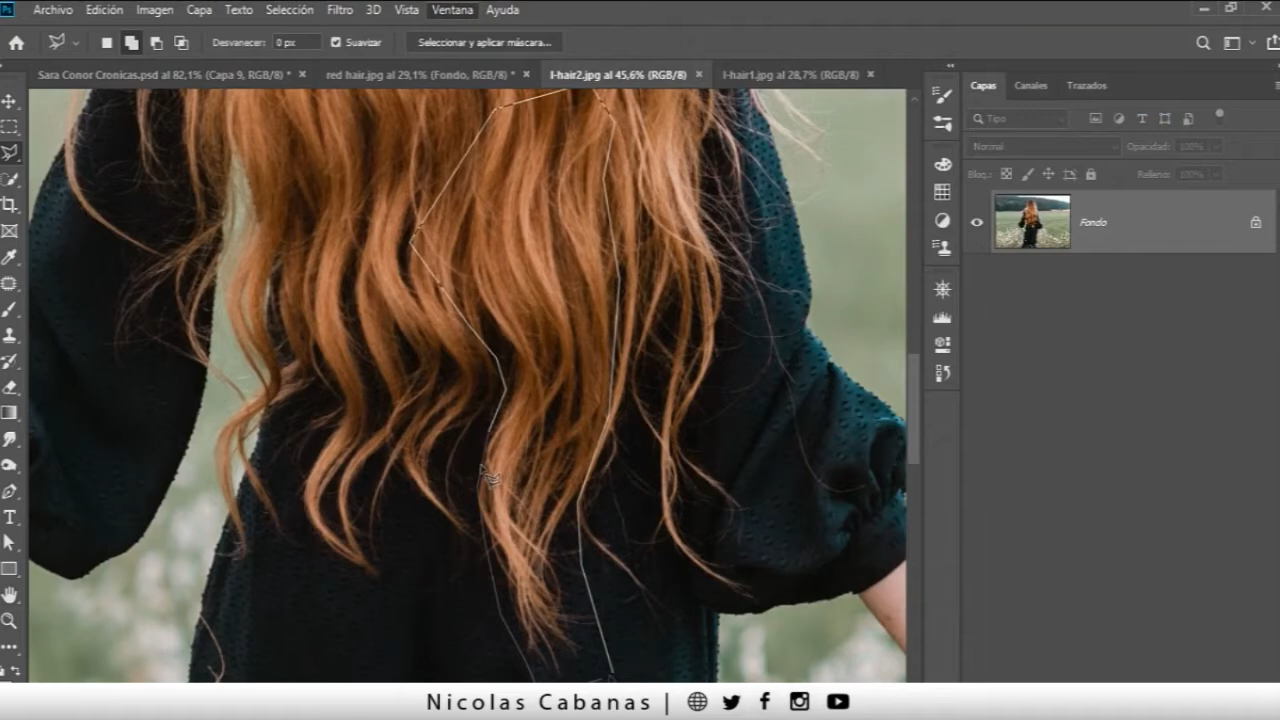 Ps Archivo Edición Imagen Capa Texto Selección Filtro 3D Vista Ventana Ayuda
Desvanecer: 0 px Suavizar Seleccionar y aplicar máscara...
Sara Conor Cronicas.psd al 82,1% (Capa 9, RGB/8) * × red hair.jpg al 29,1% (Fondo, RGB/8) * × l-hair2.jpg al 45,6% (RGB/8) × l-hair1.jpg al 28,7% (RGB/8) ×
Capas Canales Trazados
Tipo
Normal Opacidad: 100%
Bloq.: Relleno: 100%
Fondo
T
Nicolas Cabanas |